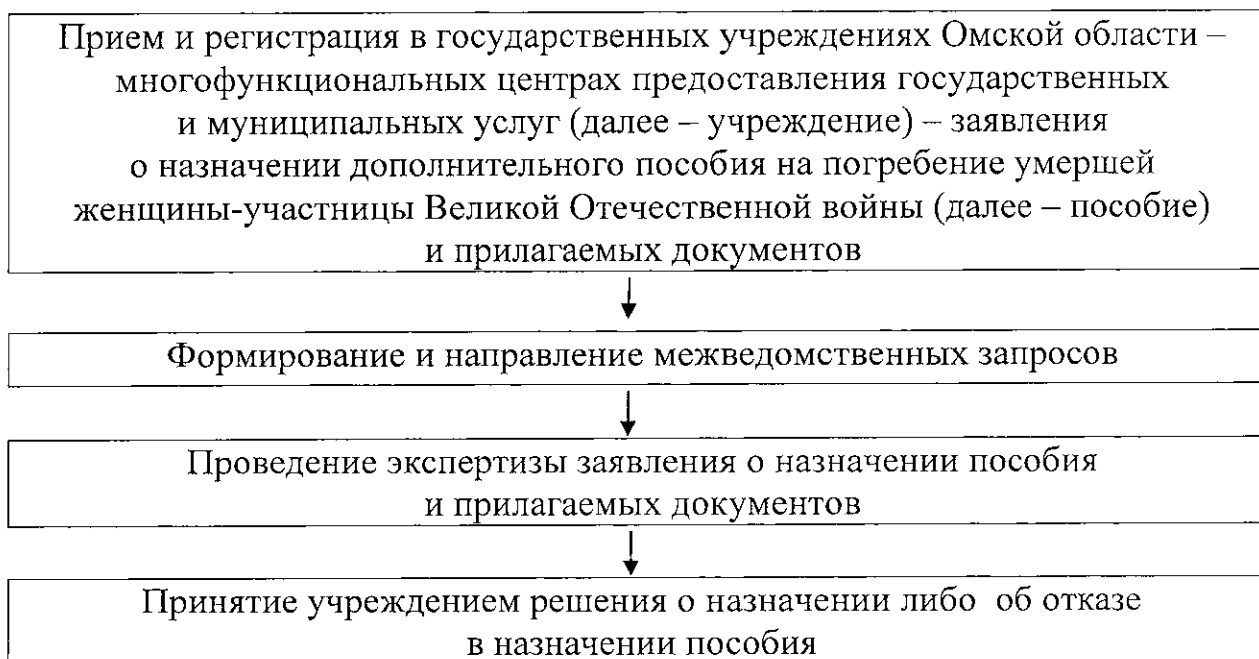 Прием и регистрация в государственных учреждениях Омской области –
многофункциональных центрах предоставления государственных
и муниципальных услуг (далее – учреждение) – заявления
о назначении дополнительного пособия на погребение умершей
женщины-участницы Великой Отечественной войны (далее – пособие)
и прилагаемых документов
Формирование и направление межведомственных запросов
Проведение экспертизы заявления о назначении пособия
и прилагаемых документов
Принятие учреждением решения о назначении либо об отказе
в назначении пособия